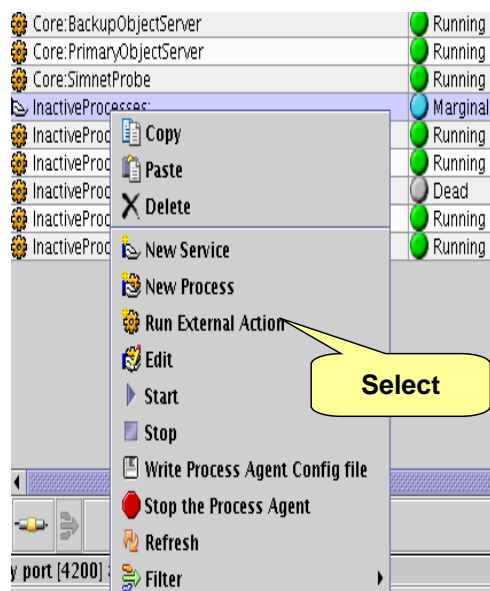 Core:BackupObjectServer Running
Core:PrimaryObjectServer Running
Core:SimnetProbe Running
InactiveProcesses: Marginal
InactiveProc Running
InactiveProc Running
InactiveProc Dead
InactiveProc Running
InactiveProc Running
Copy
Paste
Delete
New Service
New Process
Run External Action
Edit
Select
Start
Stop
Write Process Agent Config file
Stop the Process Agent
Refresh
Filter
y port [4200]